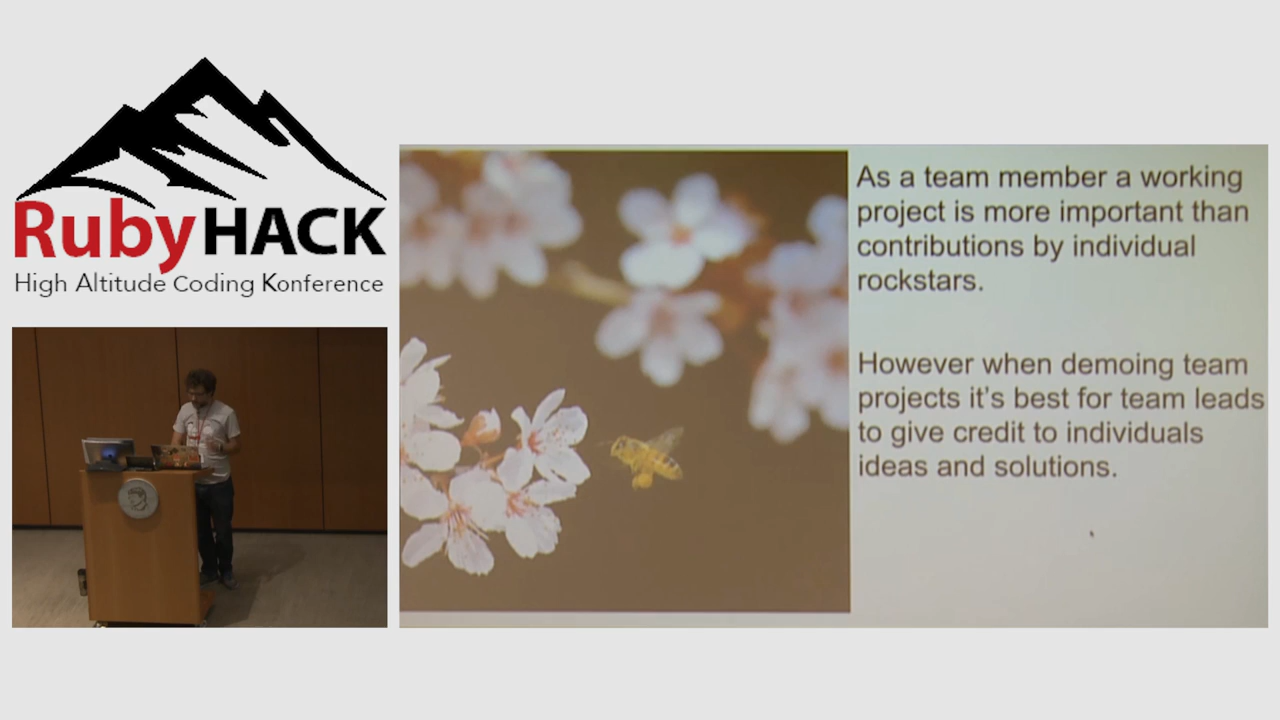 RubyHACK
High Altitude Coding Konference
As a team member a working
project is more important than
contributions by individual
rockstars.
However when demoing team
projects it's best for team leads
to give credit to individuals
ideas and solutions.